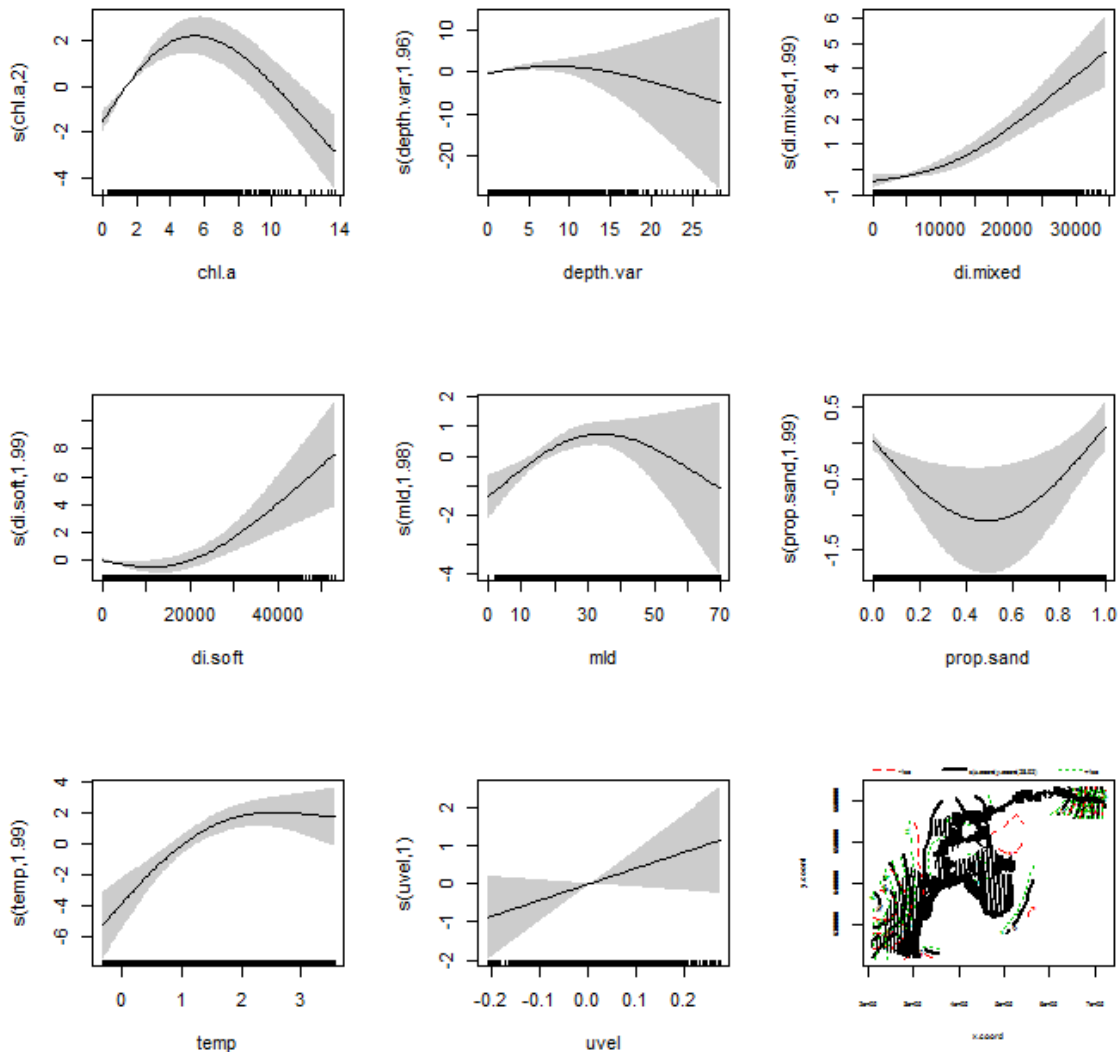 s(chl.a,2)
2
0
-2
-4
0 2 4 6 8 10 14
chl.a
s(depth.var,1.96)
10
0
-10
-20
0 5 10 15 20 25
depth.var
s(di.mixed,1.99)
6
5
4
3
2
1
-1
0 10000 20000 30000
di.mixed
s(di.soft,1.99)
8
6
4
2
0
0 20000 40000
di.soft
s(mld,1.98)
2
1
0
-2
-4
0 10 30 50 70
mld
s(prop.sand,1.99)
0.5
-0.5
-1.5
0.0 0.2 0.4 0.6 0.8 1.0
prop.sand
s(temp,1.99)
4
2
0
-2
-4
-6
0 1 2 3
temp
s(uvel,1)
2
1
0
-1
-2
-0.2 -0.1 0.0 0.1 0.2
uvel
y.coord
x.coord